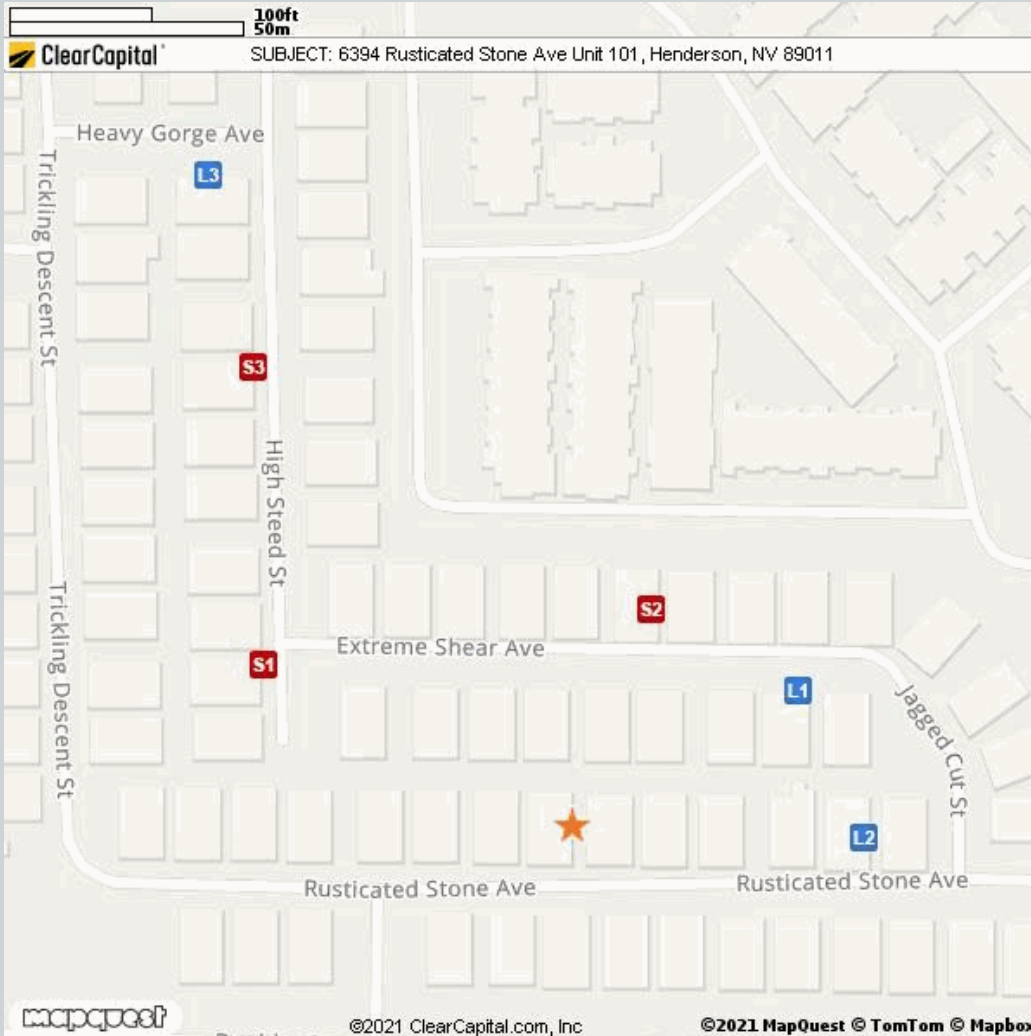 100ft
50m
ClearCapital
SUBJECT: 6394 Rusticated Stone Ave Unit 101, Henderson, NV 89011
Heavy Gorge Ave
L3
Trickling Descent St
S3
High Steed St
S2
Trickling Descent St
Extreme Shear Ave
S1
L1
Jagged Cut St
L2
Rusticated Stone Ave
Rusticated Stone Ave
mapquest
©2021 ClearCapital.com, Inc
©2021 MapQuest © TomTom © Mapbox